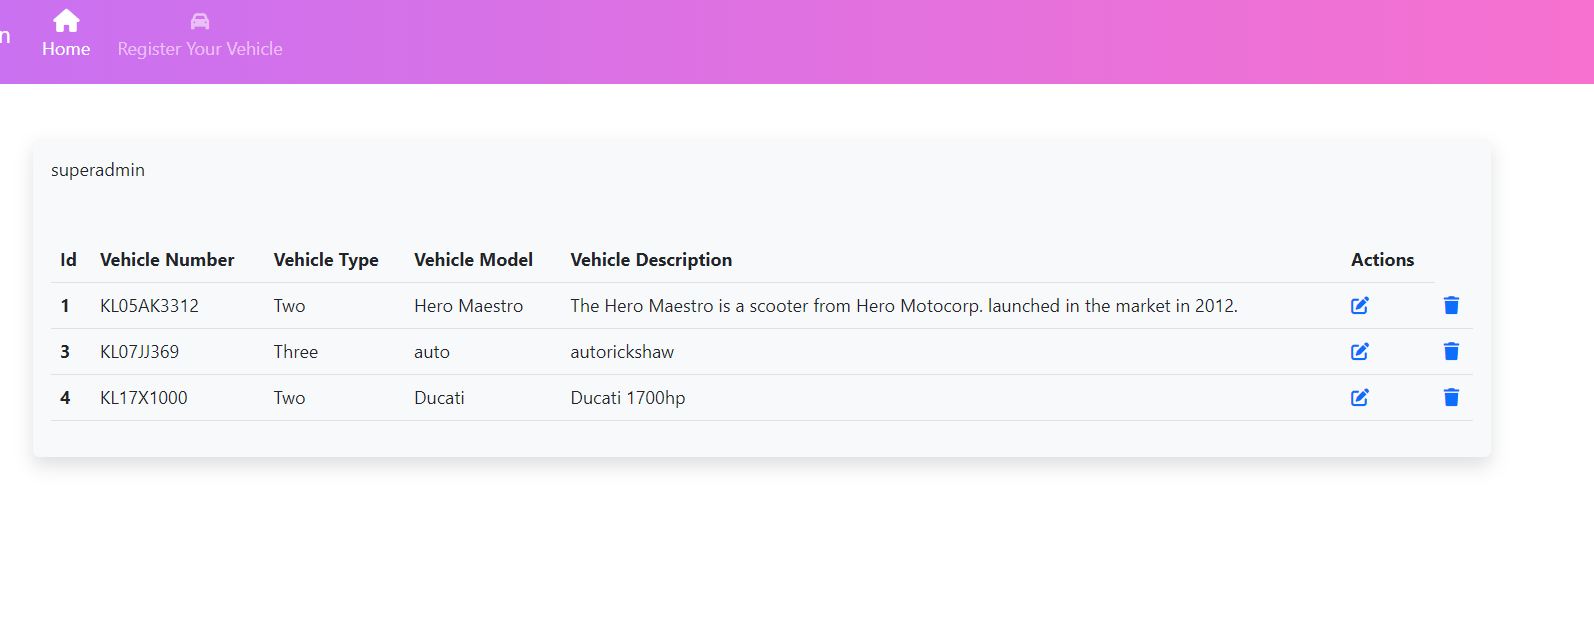 n
Home Register Your Vehicle
superadmin
Id Vehicle Number Vehicle Type Vehicle Model Vehicle Description Actions
1 KL05AK3312 Two Hero Maestro The Hero Maestro is a scooter from Hero Motocorp. launched in the market in 2012.
3 KL07JJ369 Three auto autorickshaw
4 KL17X1000 Two Ducati Ducati 1700hp